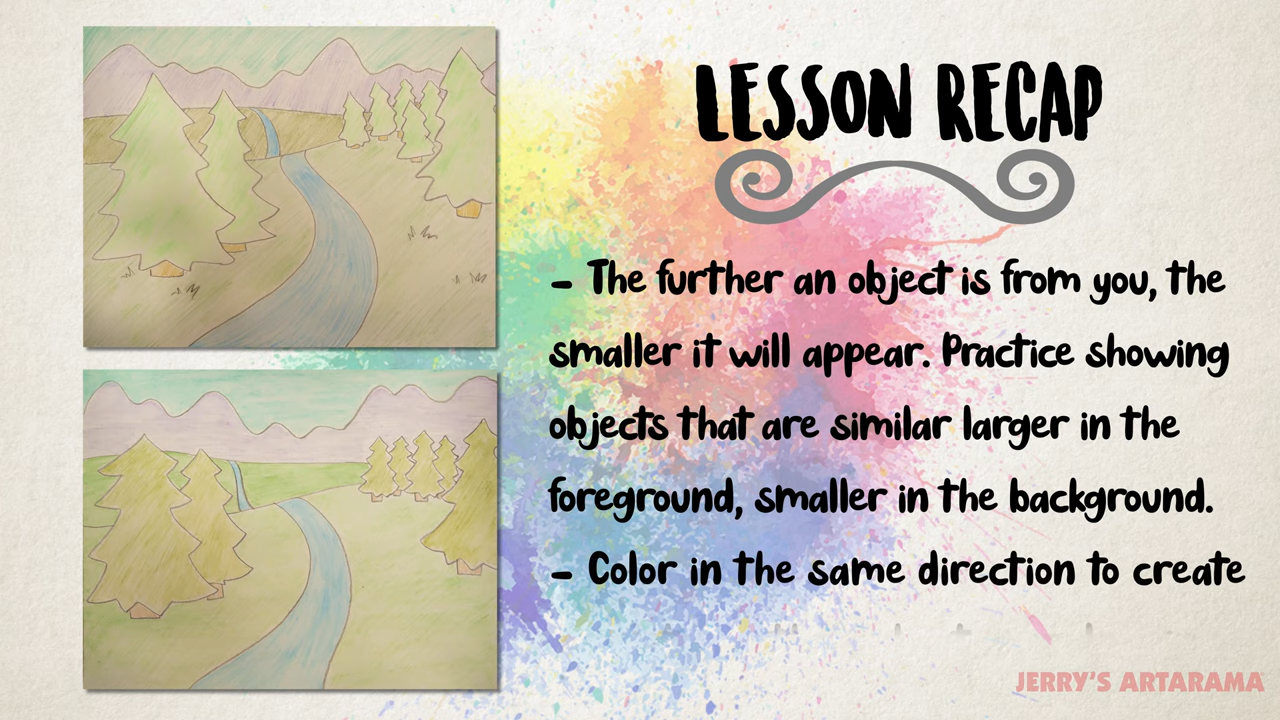 LESSON RECAP
- The further an object is from you, the
smaller it will appear. Practice showing
objects that are similar larger in the
foreground, smaller in the background.
- Color in the same direction to create
JERRY'S ARTARAMA